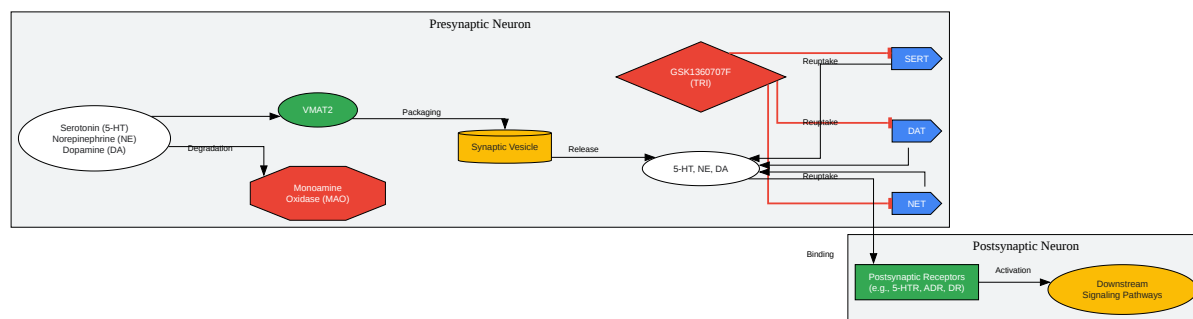 Presynaptic Neuron
Serotonin (5-HT)
Norepinephrine (NE)
Dopamine (DA)
Degradation
VMAT2
Packaging
Monoamine
Oxidase (MAO)
Synaptic Vesicle
Release
GSK1360707F
(TRI)
5-HT, NE, DA
Reuptake
SERT
Reuptake
DAT
Reuptake
NET
Postsynaptic Neuron
Binding
Postsynaptic Receptors
(e.g., 5-HTR, ADR, DR)
Activation
Downstream
Signaling Pathways